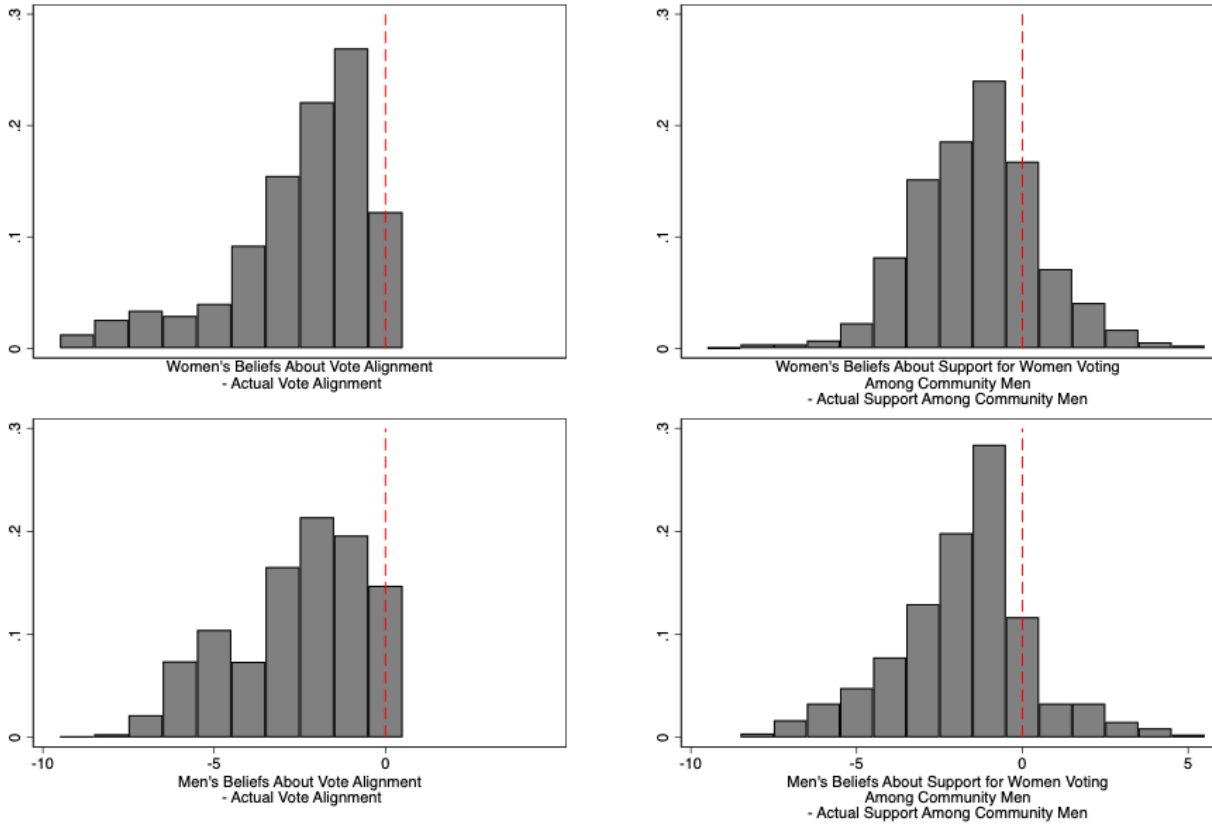 .3
.2
.1
0
Women's Beliefs About Vote Alignment
- Actual Vote Alignment
.3
.2
.1
0
Women's Beliefs About Support for Women Voting
Among Community Men
- Actual Support Among Community Men
.3
.2
.1
0
-10
-5
0
Men's Beliefs About Vote Alignment
- Actual Vote Alignment
.3
.2
.1
0
-10
-5
0
5
Men's Beliefs About Support for Women Voting
Among Community Men
- Actual Support Among Community Men